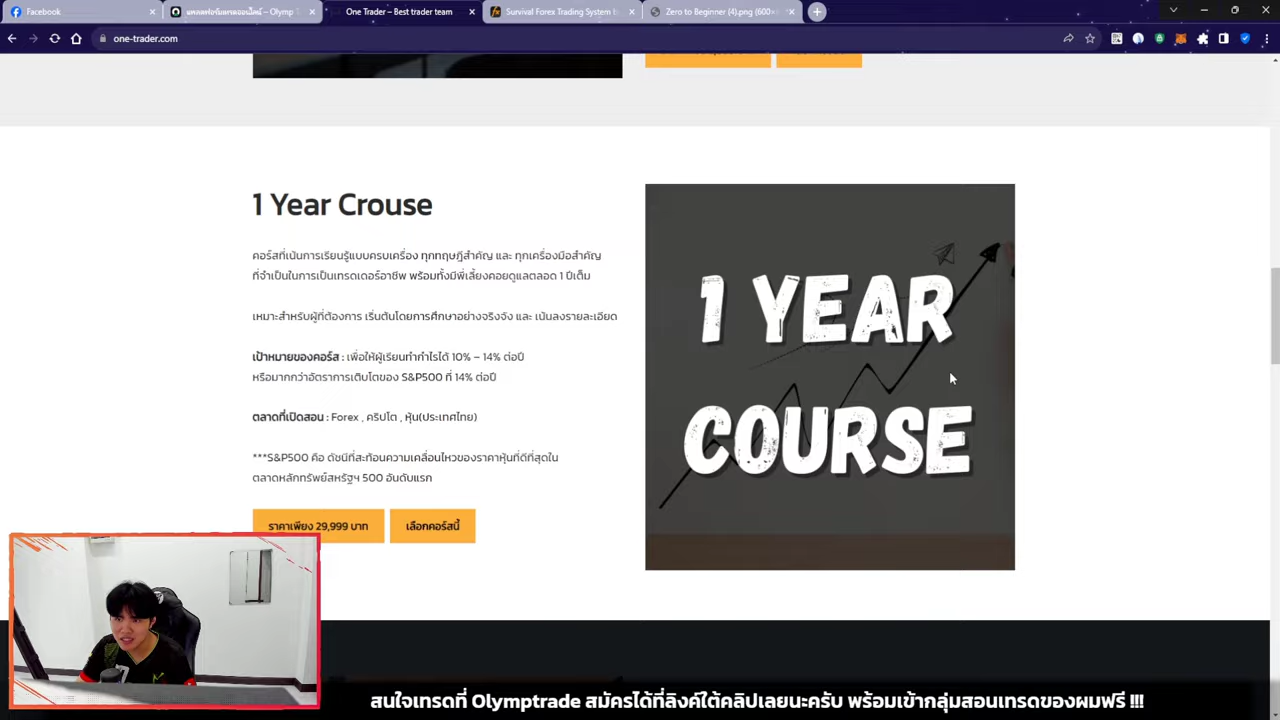 Facebook
แพลตฟอร์มเทรดออนไลน์ – Olymp T
One Trader – Best trader team
Survival Forex Trading System b
Zero to Beginner (4).png (600×
one-trader.com
1 Year Crouse
คอร์สที่เน้นการเรียนรู้แบบครบเครื่อง ทุกทฤษฎีสำคัญ และ ทุกเครื่องมือสำคัญ
ที่จำเป็นในการเป็นเทรดเดอร์อาชีพ พร้อมทั้งมีพี่เลี้ยงคอยดูแลตลอด 1 ปีเต็ม
เหมาะสำหรับผู้ที่ต้องการ เริ่มต้นโดยการศึกษาอย่างจริงจัง และ เน้นลงรายละเอียด
เป้าหมายของคอร์ส : เพื่อให้ผู้เรียนทำกำไรได้ 10% – 14% ต่อปี
หรือมากกว่าอัตราการเติบโตของ S&P500 ที่ 14% ต่อปี
ตลาดที่เปิดสอน : Forex , คริปโต , หุ้น(ประเทศไทย)
***S&P500 คือ ดัชนีที่สะท้อนความเคลื่อนไหวของราคาหุ้นที่ดีที่สุดใน
ตลาดหลักทรัพย์สหรัฐฯ 500 อันดับแรก
ราคาเพียง 29,999 บาท
เลือกคอร์สนี้
1 YEAR
COURSE
สนใจเทรดที่ Olymptrade สมัครได้ที่ลิงค์ใต้คลิปเลยนะครับ พร้อมเข้ากลุ่มสอนเทรดของผมฟรี !!!